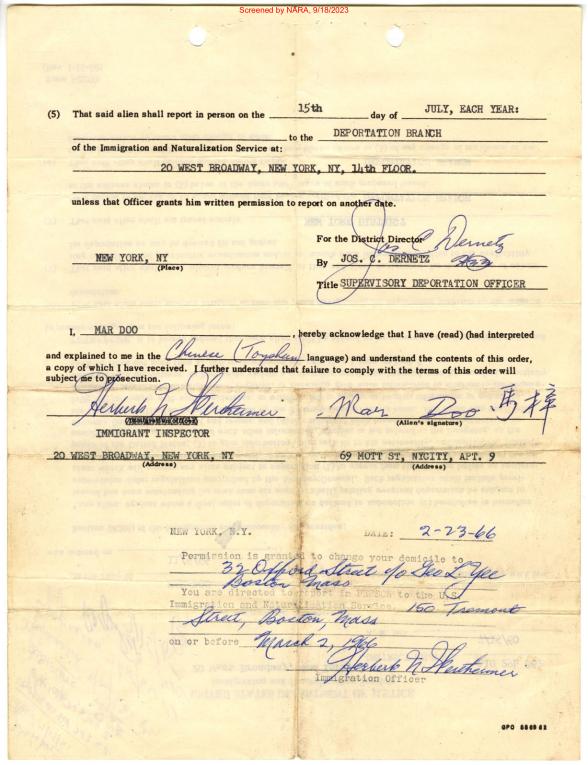 Screened by NARA, 9/18/2023
(5) That said alien shall report in person on the 15th day of JULY, EACH YEAR:
to the DEPORTATION BRANCH
of the Immigration and Naturalization Service at:
20 WEST BROADWAY, NEW YORK, NY, 14th FLOOR.
unless that Officer grants him written permission to report on another date.
For the District Director
Jos C Dernetz
NEW YORK, NY By JOS. C. DERNETZ
(Place)
Title SUPERVISORY DEPORTATION OFFICER
I, MAR DOO, hereby acknowledge that I have (read) (had interpreted
and explained to me in the Chinese (Toyshan) language) and understand the contents of this order,
a copy of which I have received. I further understand that failure to comply with the terms of this order will
subject me to prosecution.
Herbert N Wertheimer Mar Doo 馬梓
(Alien's signature)
IMMIGRANT INSPECTOR
20 WEST BROADWAY, NEW YORK, NY 69 MOTT ST, NYCITY, APT. 9
(Address) (Address)
NEW YORK, N.Y. DATE: 2-23-66
Permission is granted to change your domicile to
32 Oxford Street c/o Geo L. Yee
Boston Mass
You are directed to report in PERSON to the U.S.
Immigration and Naturalization Service, 150 Tremont
Street, Boston, Mass
on or before March 2, 1966
Herbert N Wertheimer
Immigration Officer